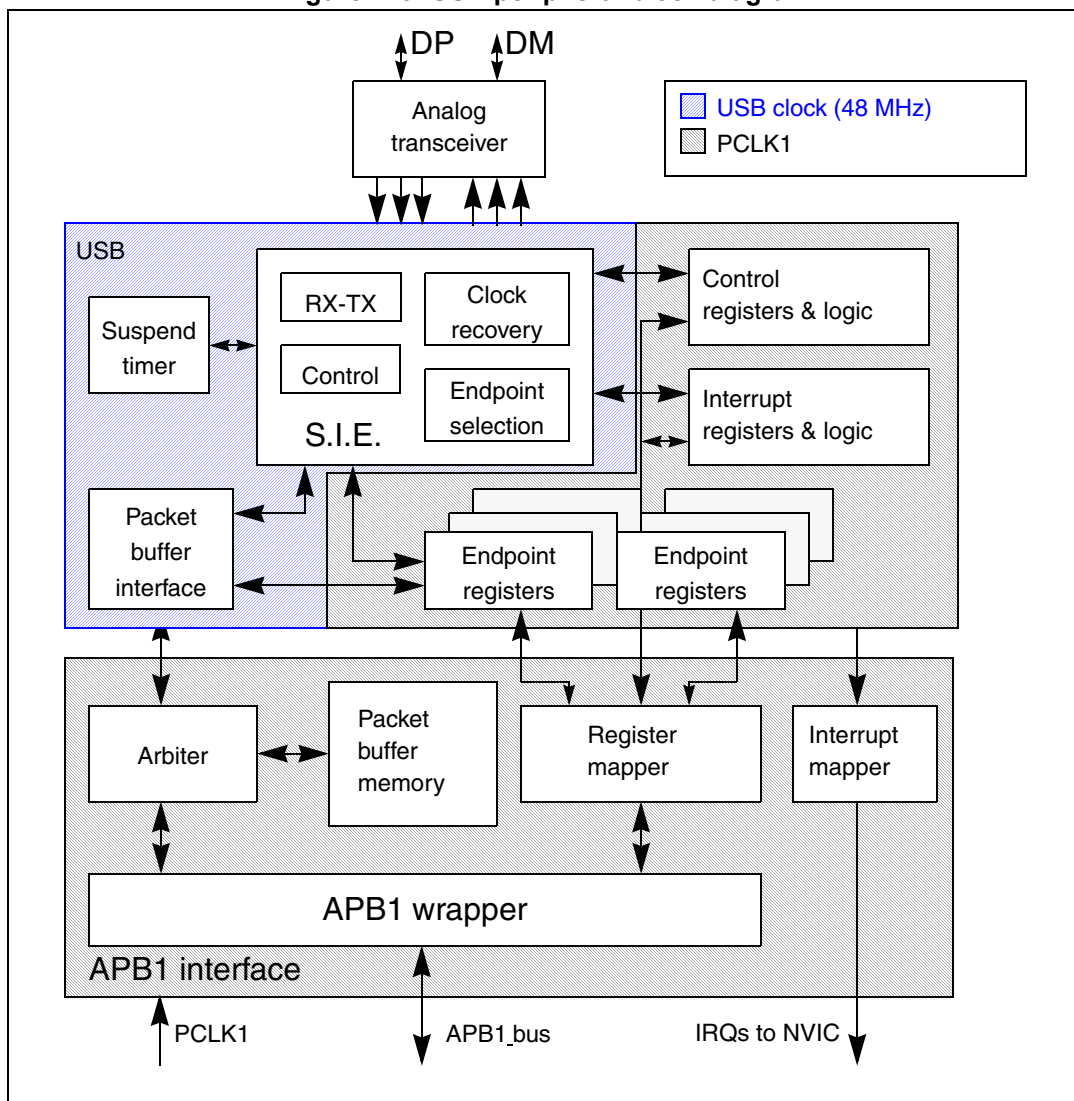 DP DM
Analog
transceiver
USB clock (48 MHz)
PCLK1
USB
Suspend
timer
RX-TX
Control
S.I.E.
Clock
recovery
Endpoint
selection
Control
registers & logic
Interrupt
registers & logic
Packet
buffer
interface
Endpoint
registers
Endpoint
registers
Arbiter
Packet
buffer
memory
Register
mapper
Interrupt
mapper
APB1 wrapper
APB1 interface
PCLK1
APB1_bus
IRQs to NVIC